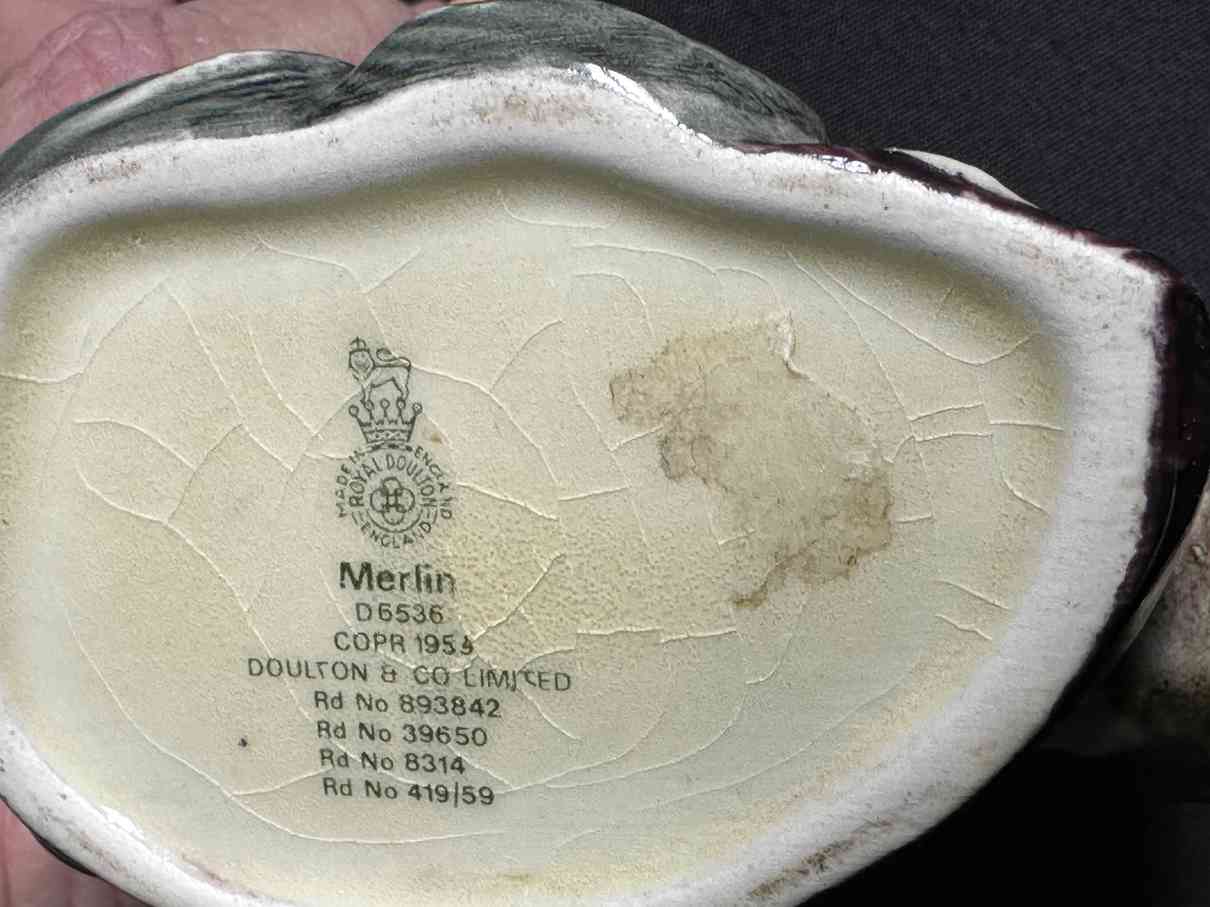 MADE IN ENGLAND
ROYAL DOULTON
ENGLAND
Merlin
D6536
COPR 1959
DOULTON & CO LIMITED
Rd No 893842
Rd No 39650
Rd No 8314
Rd No 419/59